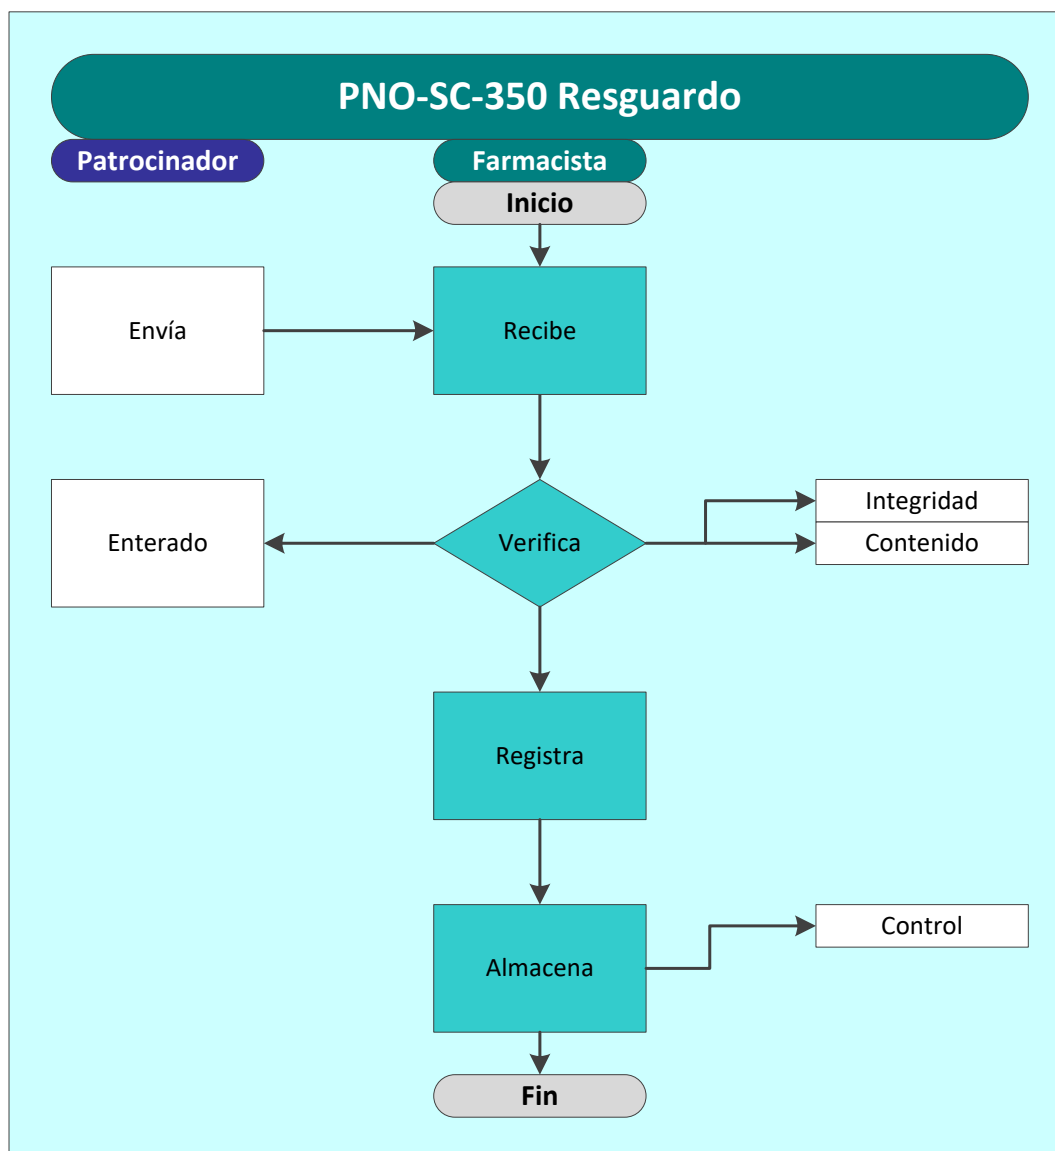 PNO-SC-350 Resguardo
Patrocinador
Farmacista
Inicio
Envía
Recibe
Enterado
Verifica
Integridad
Contenido
Registra
Almacena
Control
Fin